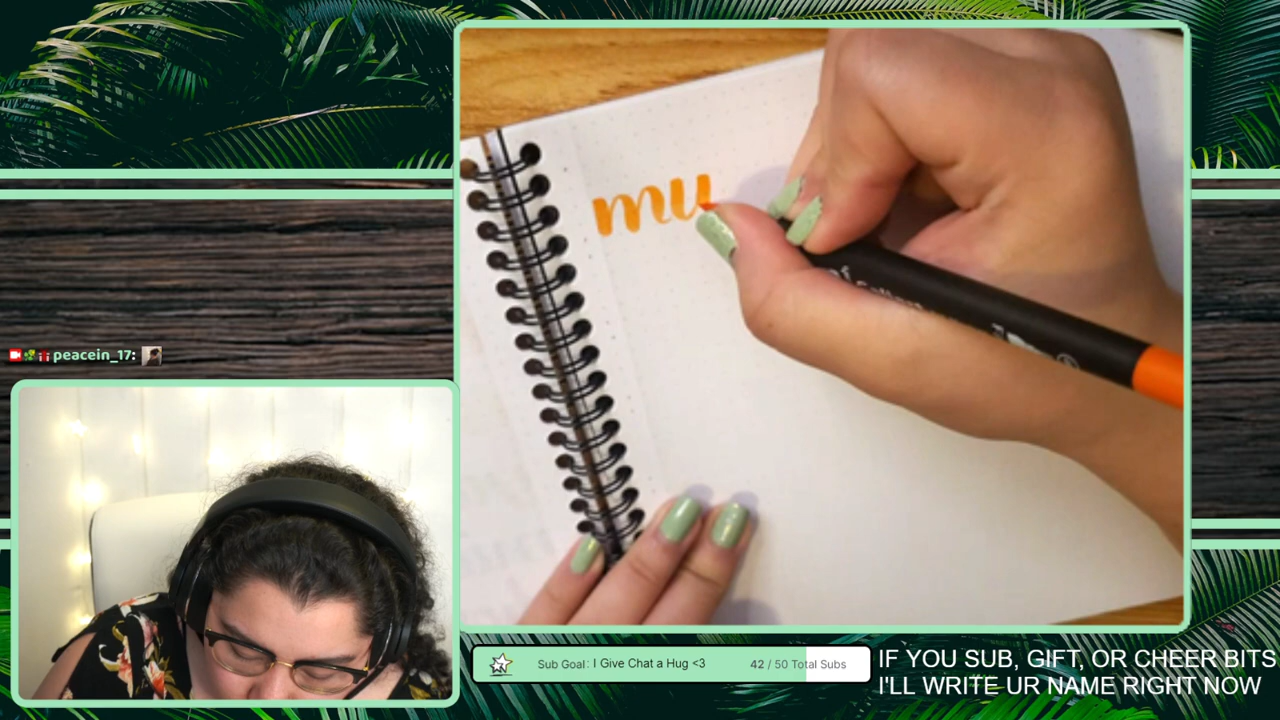 mu
peacein_17:
Sub Goal: I Give Chat a Hug <3 42 / 50 Total Subs
IF YOU SUB, GIFT, OR CHEER BITS
I'LL WRITE UR NAME RIGHT NOW